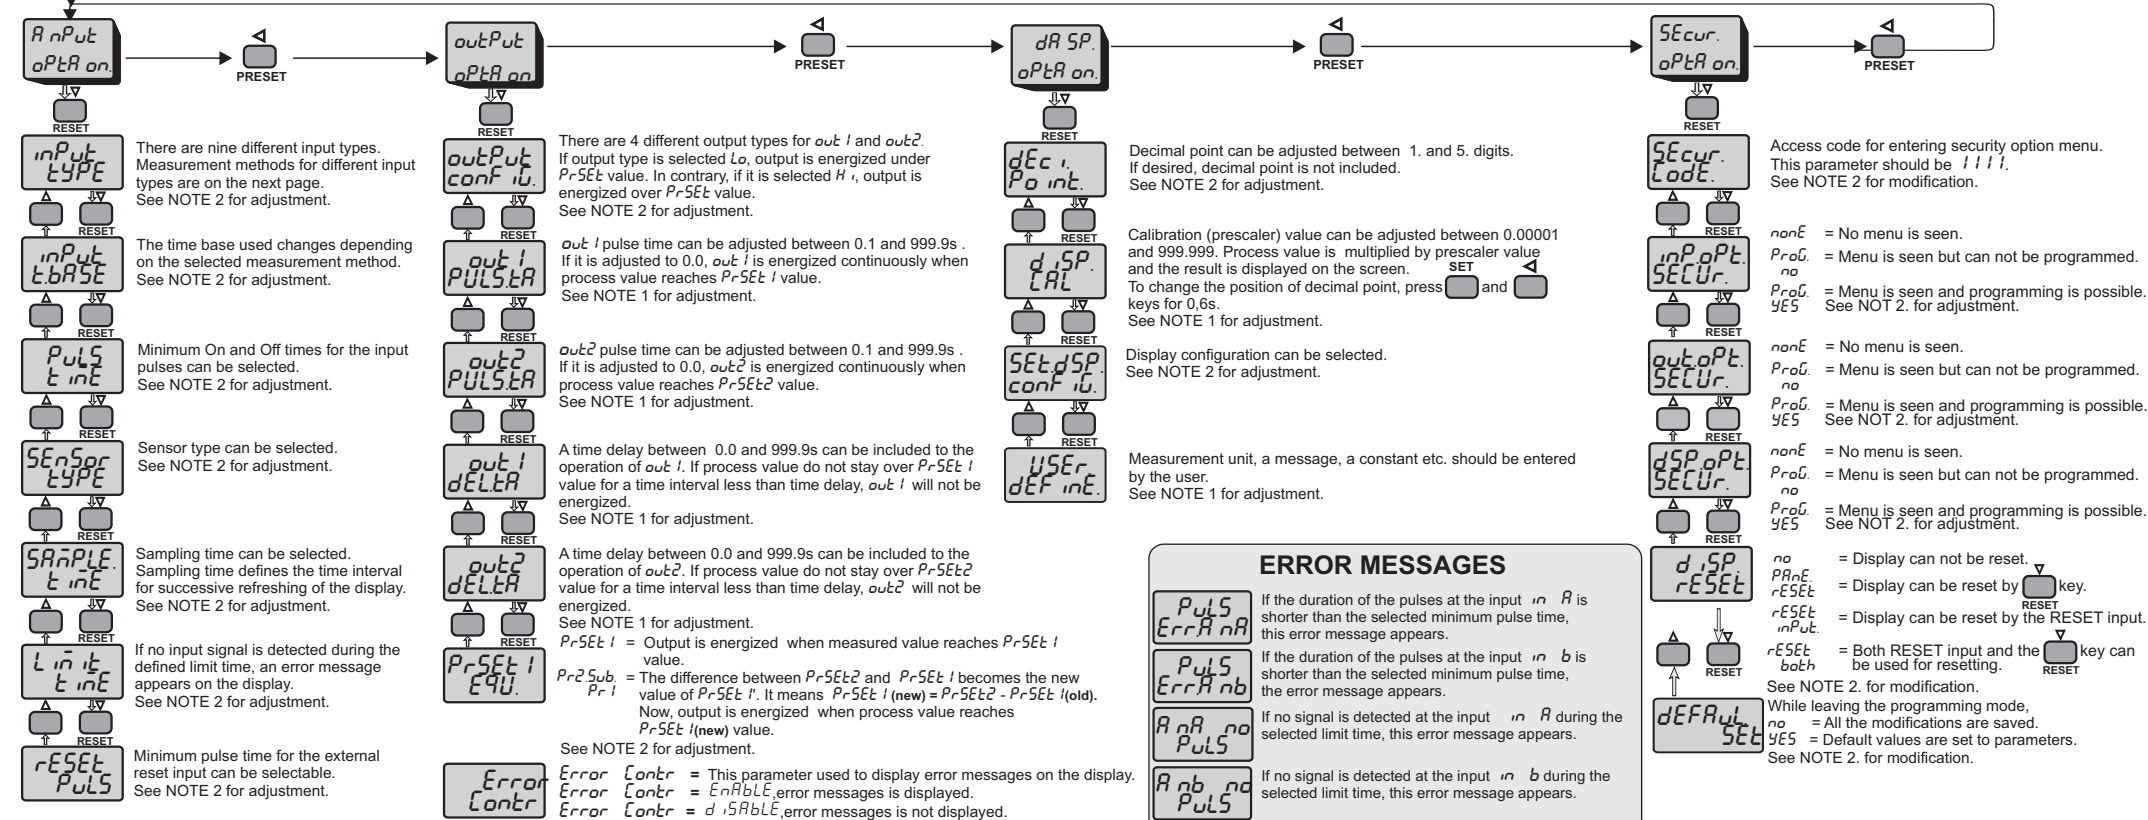 A nPut
oPtA on.
PRESET
outPut
oPtA on
PRESET
dA SP.
oPtA on.
PRESET
SEcur.
oPtA on.
PRESET
RESET
inPut
tYPE
There are nine different input types.
Measurement methods for different input
types are on the next page.
See NOTE 2 for adjustment.
RESET
inPut
t.bASE
The time base used changes depending
on the selected measurement method.
See NOTE 2 for adjustment.
RESET
PuLS
t inE
Minimum On and Off times for the input
pulses can be selected.
See NOTE 2 for adjustment.
RESET
SEnSor
tYPE
Sensor type can be selected.
See NOTE 2 for adjustment.
RESET
SAmPLE.
t inE
Sampling time can be selected.
Sampling time defines the time interval
for successive refreshing of the display.
See NOTE 2 for adjustment.
RESET
L im it
t inE
If no input signal is detected during the
defined limit time, an error message
appears on the display.
See NOTE 2 for adjustment.
RESET
rESEt
PuLS
Minimum pulse time for the external
reset input can be selectable.
See NOTE 2 for adjustment.
RESET
outPut
conF iG.
There are 4 different output types for out 1 and out2.
If output type is selected Lo, output is energized under
PrSEt value. In contrary, if it is selected H i, output is
energized over PrSEt value.
See NOTE 2 for adjustment.
RESET
out 1
PULS.tA
out 1 pulse time can be adjusted between 0.1 and 999.9s .
If it is adjusted to 0.0, out 1 is energized continuously when
process value reaches PrSEt 1 value.
See NOTE 1 for adjustment.
RESET
out2
PULS.tA
out2 pulse time can be adjusted between 0.1 and 999.9s .
If it is adjusted to 0.0, out2 is energized continuously when
process value reaches PrSEt2 value.
See NOTE 1 for adjustment.
RESET
out 1
dEL.tA
A time delay between 0.0 and 999.9s can be included to the
operation of out 1. If process value do not stay over PrSEt 1
value for a time interval less than time delay, out 1 will not be
energized.
See NOTE 1 for adjustment.
RESET
out2
dEL.tA
A time delay between 0.0 and 999.9s can be included to the
operation of out2. If process value do not stay over PrSEt2
value for a time interval less than time delay, out2 will not be
energized.
See NOTE 1 for adjustment.
RESET
PrSEt 1
E9U.
PrSEt 1 = Output is energized when measured value reaches PrSEt 1
value.
Pr2.Sub. = The difference between PrSEt2 and PrSEt 1 becomes the new
Pr 1 value of PrSEt 1'. It means PrSEt 1(new) = PrSEt2 - PrSEt 1(old).
Now, output is energized when process value reaches
PrSEt 1(new) value.
See NOTE 2 for adjustment.
Error
Contr
Error Contr = This parameter used to display error messages on the display.
Error Contr = EnAbLE,error messages is displayed.
Error Contr = d iSAbLE,error messages is not displayed.
RESET
dEc i.
Po int.
Decimal point can be adjusted between 1. and 5. digits.
If desired, decimal point is not included.
See NOTE 2 for adjustment.
RESET
d iSP.
CAL
Calibration (prescaler) value can be adjusted between 0.00001
and 999.999. Process value is multiplied by prescaler value
and the result is displayed on the screen.
SET
To change the position of decimal point, press and
keys for 0,6s.
See NOTE 1 for adjustment.
RESET
SEt.dSP.
conF iG.
Display configuration can be selected.
See NOTE 2 for adjustment.
RESET
USEr.
dEF inE.
Measurement unit, a message, a constant etc. should be entered
by the user.
See NOTE 1 for adjustment.
ERROR MESSAGES
PuLS
Err.A nA
If the duration of the pulses at the input in A is
shorter than the selected minimum pulse time,
this error message appears.
PuLS
Err.A nb
If the duration of the pulses at the input in b is
shorter than the selected minimum pulse time,
the error message appears.
A nA no
PuLS
If no signal is detected at the input in A during the
selected limit time, this error message appears.
A nb no
PuLS
If no signal is detected at the input in b during the
selected limit time, this error message appears.
RESET
SEcur.
CodE.
Access code for entering security option menu.
This parameter should be 1111.
See NOTE 2 for modification.
RESET
inP.oPt.
SECUr.
nonE = No menu is seen.
ProG. = Menu is seen but can not be programmed.
no
ProG. = Menu is seen and programming is possible.
YES See NOT 2. for adjustment.
RESET
out.oPt.
SECUr.
nonE = No menu is seen.
ProG. = Menu is seen but can not be programmed.
no
ProG. = Menu is seen and programming is possible.
YES See NOT 2. for adjustment.
RESET
dSP.oPt.
SECUr.
nonE = No menu is seen.
ProG. = Menu is seen but can not be programmed.
no
ProG. = Menu is seen and programming is possible.
YES See NOT 2. for adjustment.
RESET
d iSP.
rESEt
no = Display can not be reset.
PAnE.
rESEt = Display can be reset by key.
RESET
rESEt = Display can be reset by the RESET input.
inPut.
rESEt = Both RESET input and the key can
both be used for resetting.
RESET
See NOTE 2. for modification.
RESET
dEFAuL.
SEt
While leaving the programming mode,
no = All the modifications are saved.
YES = Default values are set to parameters.
See NOTE 2. for modification.